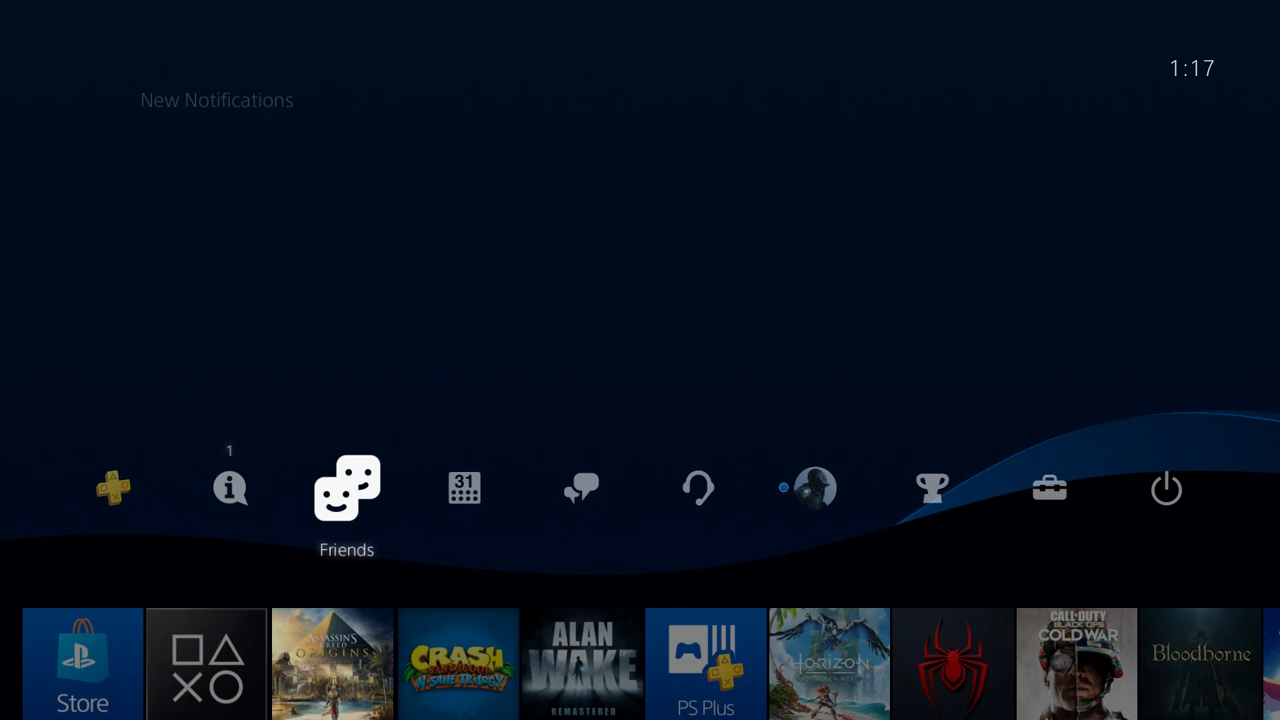 1:17
New Notifications
1
31
Friends
Store
ASSASSIN'S
CREED
ORIGINS
CRASH
BANDICOOT
N. SANE TRILOGY
ALAN
WAKE
REMASTERED
PS Plus
HORIZON
FORBIDDEN WEST
CALL OF DUTY
BLACK OPS
COLD WAR
Bloodborne